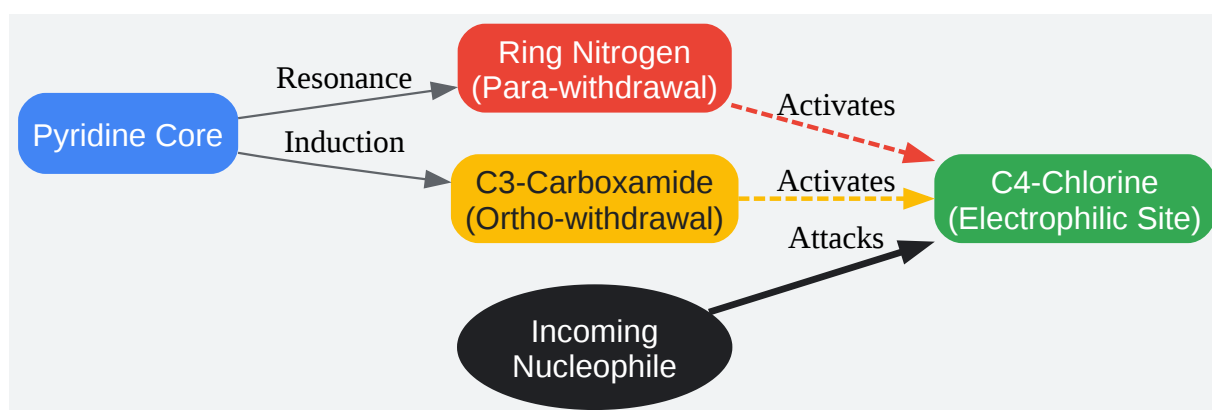 Pyridine Core
Resonance
Induction
Ring Nitrogen
(Para-withdrawal)
C3-Carboxamide
(Ortho-withdrawal)
Incoming
Nucleophile
Activates
Activates
Attacks
C4-Chlorine
(Electrophilic Site)